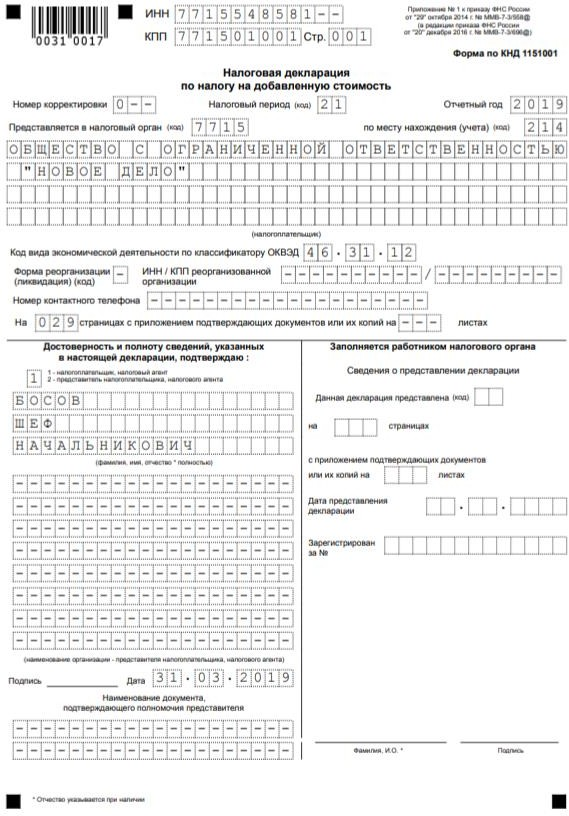 ИНН 7715548581--
КПП 771501001 Стр. 001
0031 0017
Приложение № 1 к приказу ФНС России
от "29" октября 2014 г. № ММВ-7-3/558@
(в редакции приказа ФНС России
от "20" декабря 2016 г. № ММВ-7-3/696@)
Форма по КНД 1151001
Налоговая декларация
по налогу на добавленную стоимость
Номер корректировки 0-- Налоговый период (код) 21 Отчетный год 2019
Представляется в налоговый орган (код) 7715 по месту нахождения (учета) (код) 214
ОБЩЕСТВО С ОГРАНИЧЕННОЙ ОТВЕТСТВЕННОСТЬЮ
"НОВОЕ ДЕЛО"
(налогоплательщик)
Код вида экономической деятельности по классификатору ОКВЭД 46.31.12
Форма реорганизации (ликвидация) (код) - ИНН / КПП реорганизованной организации ---------- / ---------
Номер контактного телефона --------------------
На 029 страницах с приложением подтверждающих документов или их копий на --- листах
Достоверность и полноту сведений, указанных
в настоящей декларации, подтверждаю :
1
1 - налогоплательщик, налоговый агент
2 - представитель налогоплательщика, налогового агента
БОСОВ
ШЕФ
НАЧАЛЬНИКОВИЧ
(фамилия, имя, отчество * полностью)
--------------------
--------------------
--------------------
--------------------
--------------------
--------------------
--------------------
--------------------
(наименование организации - представителя налогоплательщика, налогового агента)
Подпись Дата 31.03.2019
Наименование документа,
подтверждающего полномочия представителя
--------------------
--------------------
Заполняется работником налогового органа
Сведения о представлении декларации
Данная декларация представлена (код)
на страницах
с приложением подтверждающих документов
или их копий на листах
Дата представления
декларации . .
Зарегистрирован
за №
Фамилия, И.О. * Подпись
* Отчество указывается при наличии